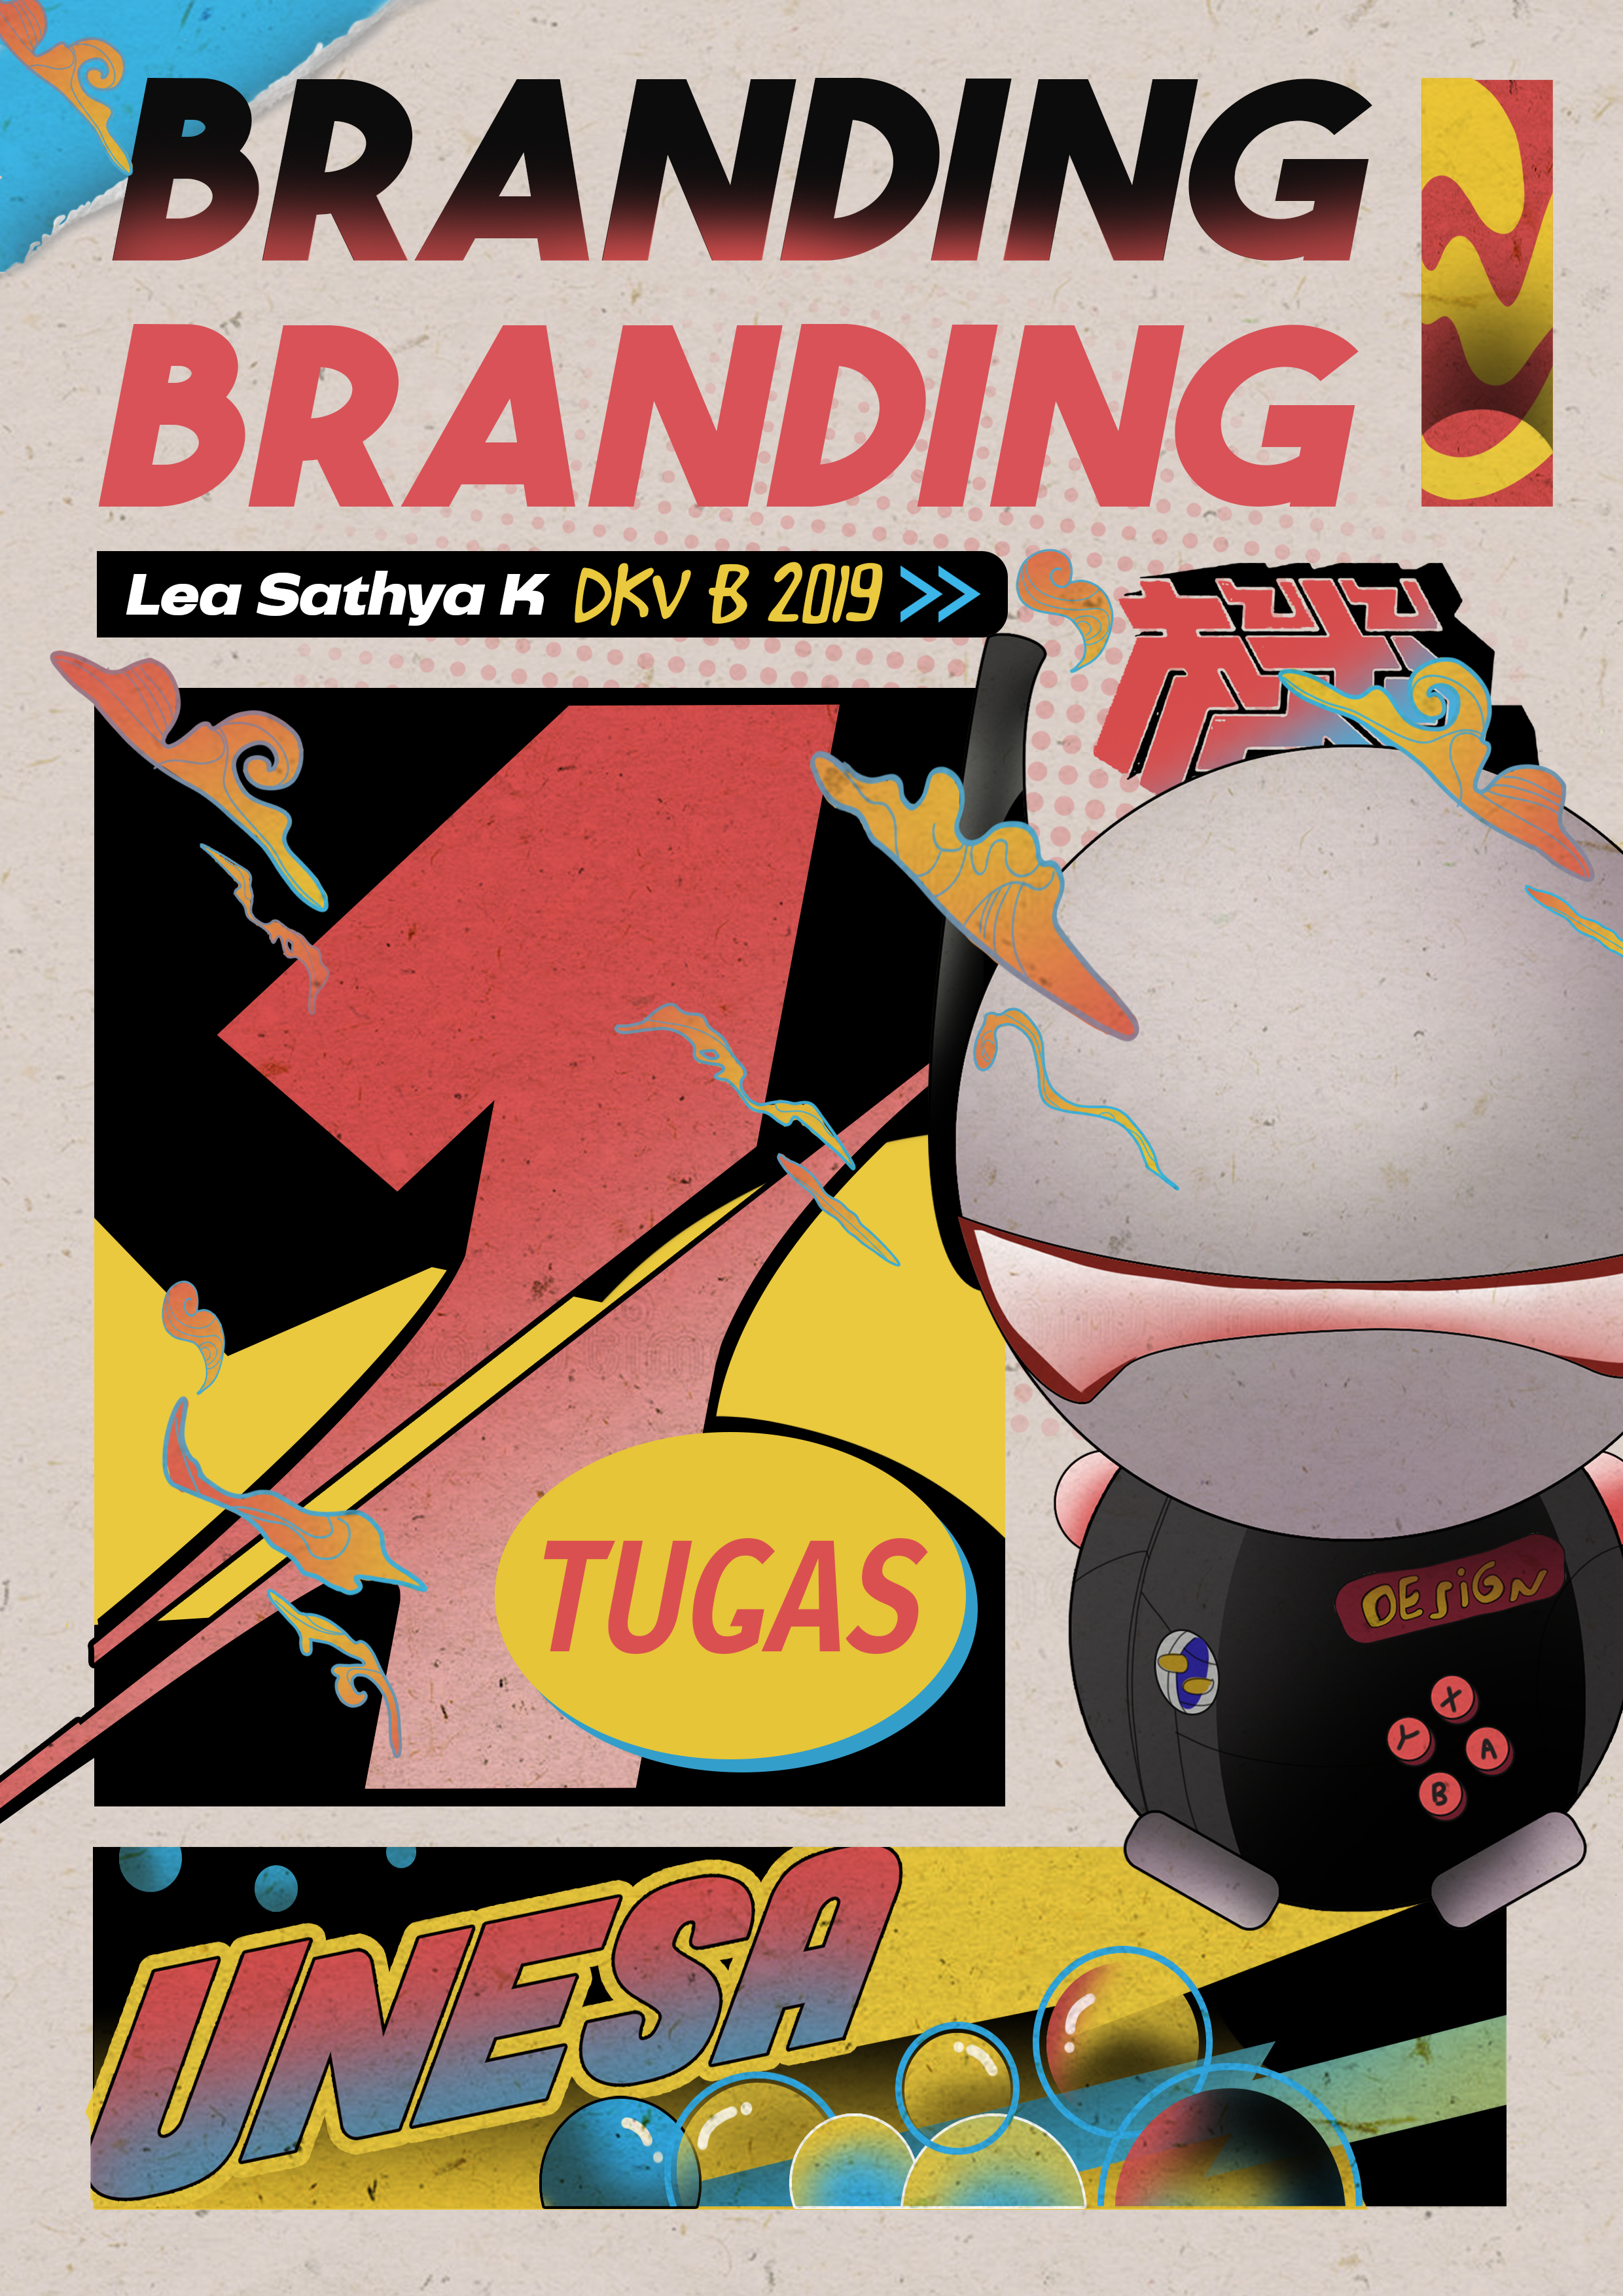 BRANDING
BRANDING
Lea Sathya K DKV B 2019 >>
1
TUGAS
DESIGN
X
Y A
B
UNESA